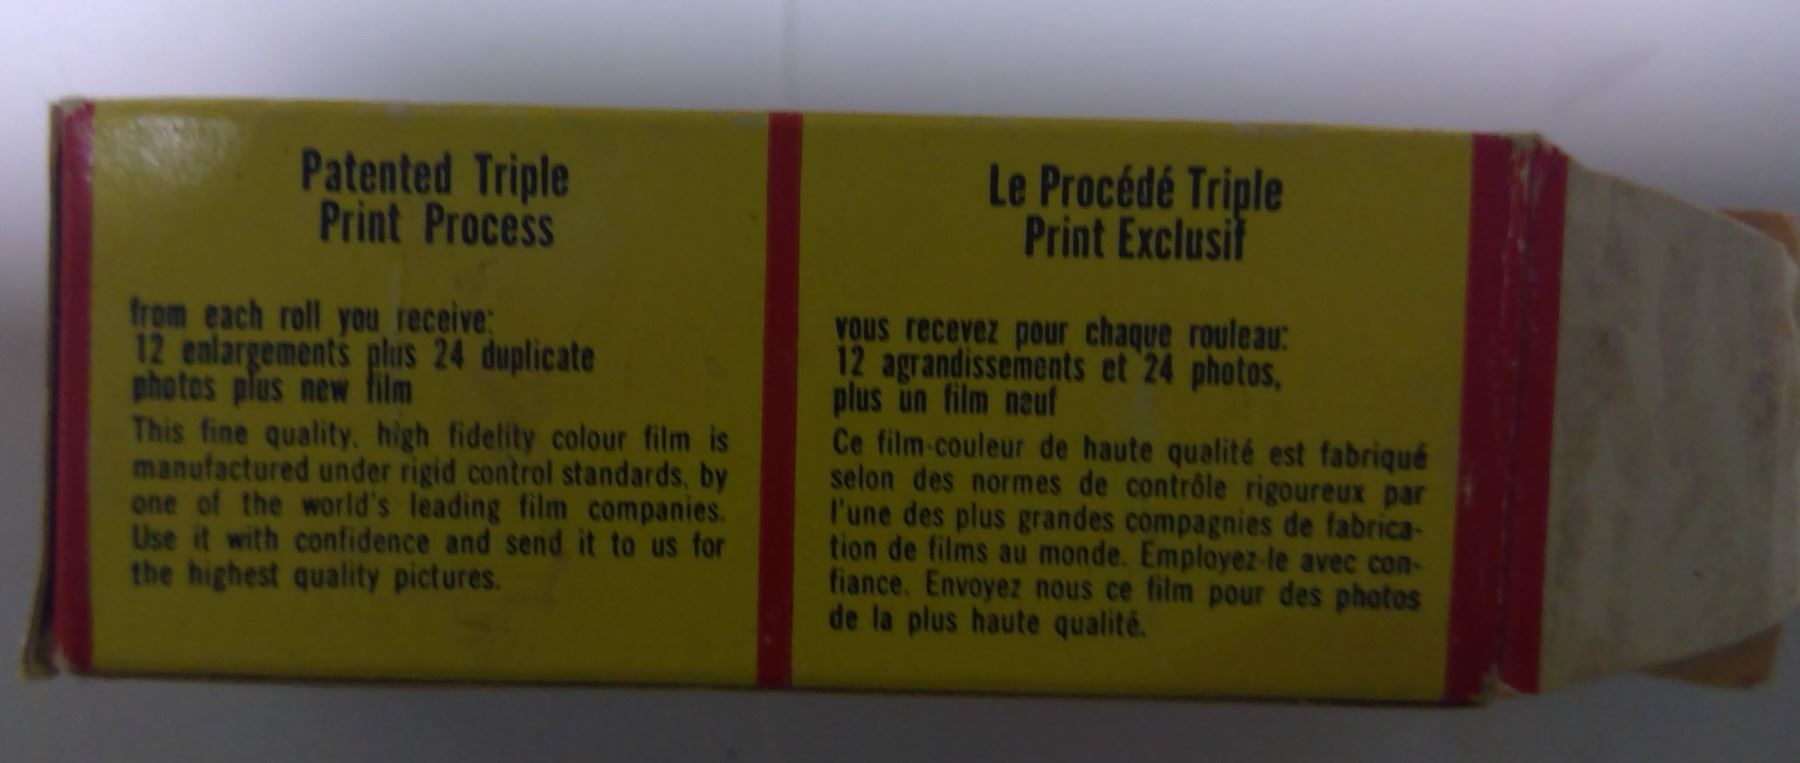 Patented Triple
Print Process
from each roll you receive:
12 enlargements plus 24 duplicate
photos plus new film
This fine quality, high fidelity colour film is
manufactured under rigid control standards, by
one of the world's leading film companies.
Use it with confidence and send it to us for
the highest quality pictures.
Le Procédé Triple
Print Exclusif
vous recevez pour chaque rouleau:
12 agrandissements et 24 photos,
plus un film neuf
Ce film-couleur de haute qualité est fabriqué
selon des normes de contrôle rigoureux par
l'une des plus grandes compagnies de fabrica-
tion de films au monde. Employez-le avec con-
fiance. Envoyez nous ce film pour des photos
de la plus haute qualité.